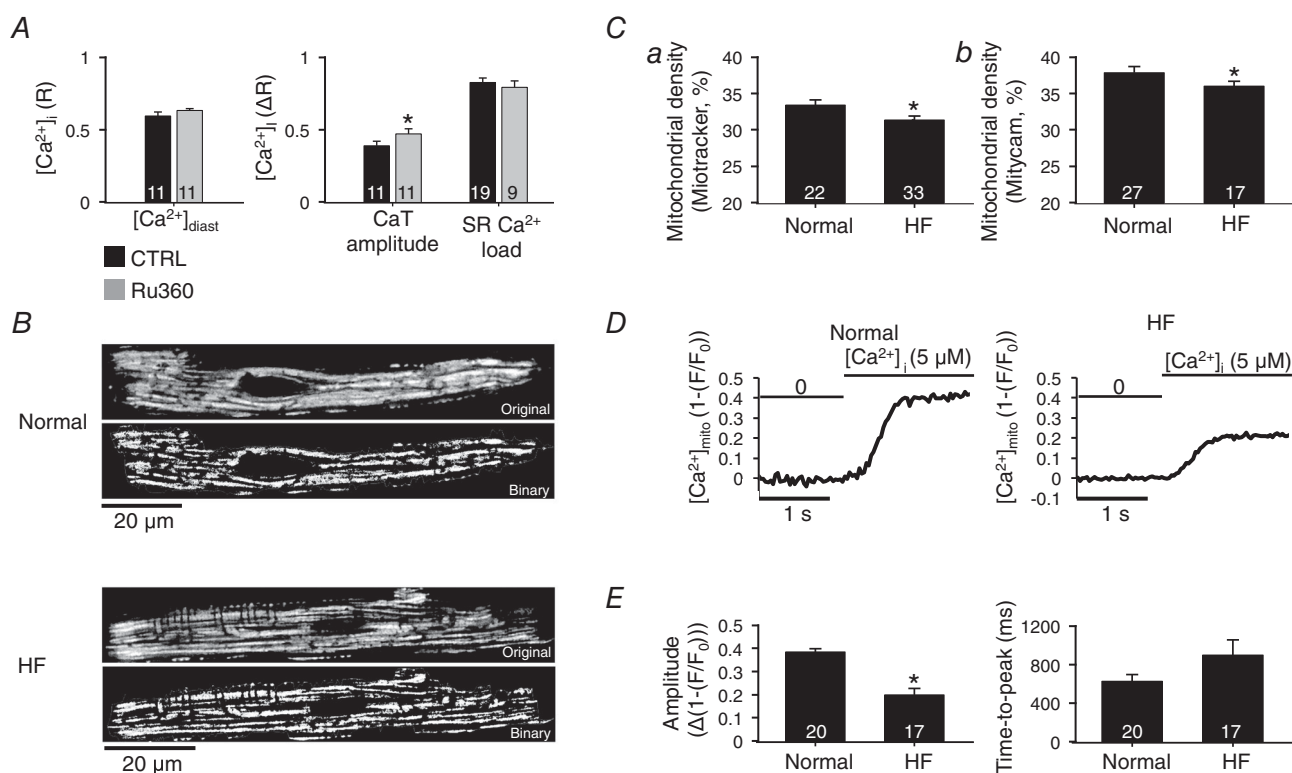 A
1
0.5
0
[Ca²⁺]ᵢ (R)
11
11
[Ca²⁺]diast
CTRL
Ru360
1
0.5
0
[Ca²⁺]ₗ (ΔR)
*
11
11
19
9
CaT
amplitude
SR Ca²⁺
load
B
Normal
Original
Binary
20 µm
HF
Original
Binary
20 µm
C
a
Mitochondrial density
(Miotracker, %)
40
35
30
25
20
*
22
33
Normal
HF
b
Mitochondrial density
(Mitycam, %)
40
35
30
25
20
*
27
17
Normal
HF
D
Normal
[Ca²⁺]ᵢ (5 µM)
[Ca²⁺]mito (1-(F/F₀))
0.5
0.4
0.3
0.2
0.1
0
-0.1
0
1 s
HF
[Ca²⁺]ᵢ (5 µM)
[Ca²⁺]mito (1-(F/F₀))
0.5
0.4
0.3
0.2
0.1
0
-0.1
0
1 s
E
Amplitude
(Δ(1-(F/F₀)))
0.5
0.4
0.2
0.3
0.2
0
*
20
17
Normal
HF
Time-to-peak (ms)
1200
800
400
000
20
17
Normal
HF